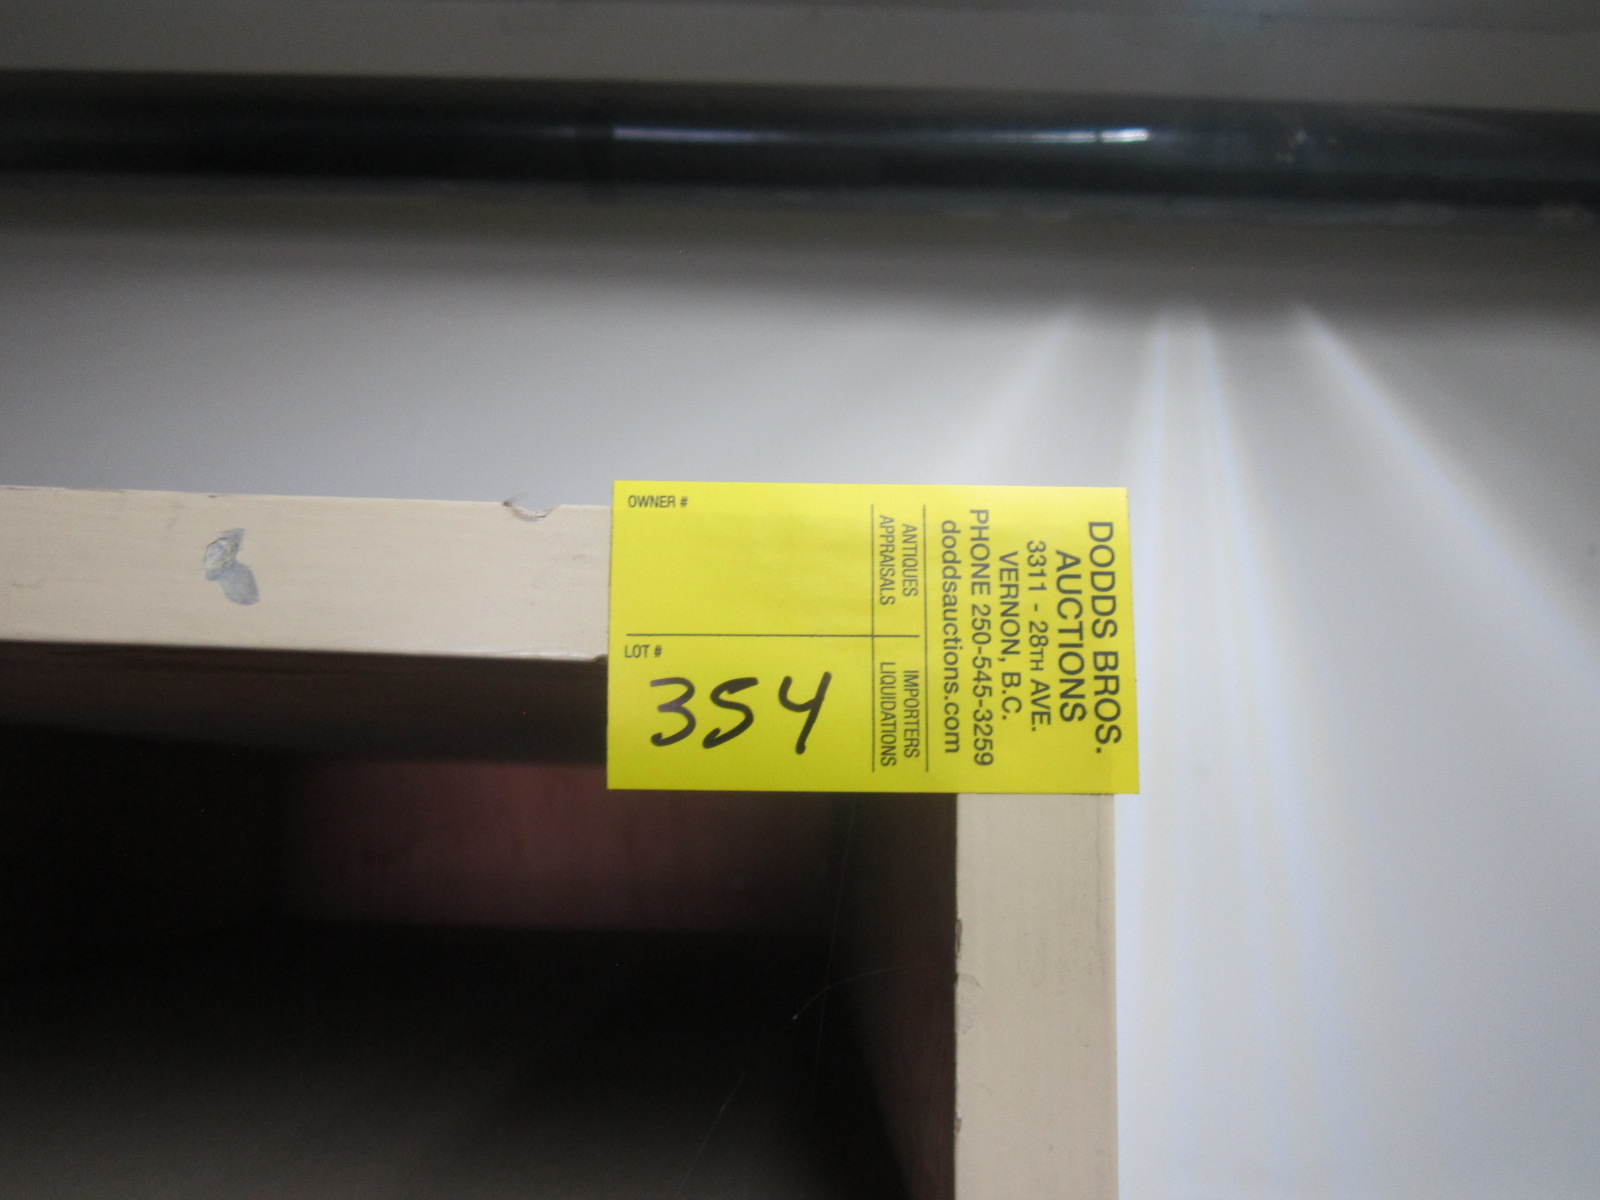 DODDS BROS.
AUCTIONS
3311 - 28TH AVE.
VERNON, B.C.
PHONE 250-545-3259
doddsauctions.com
ANTIQUES
APPRAISALS
IMPORTERS
LIQUIDATIONS
OWNER #
LOT #
354